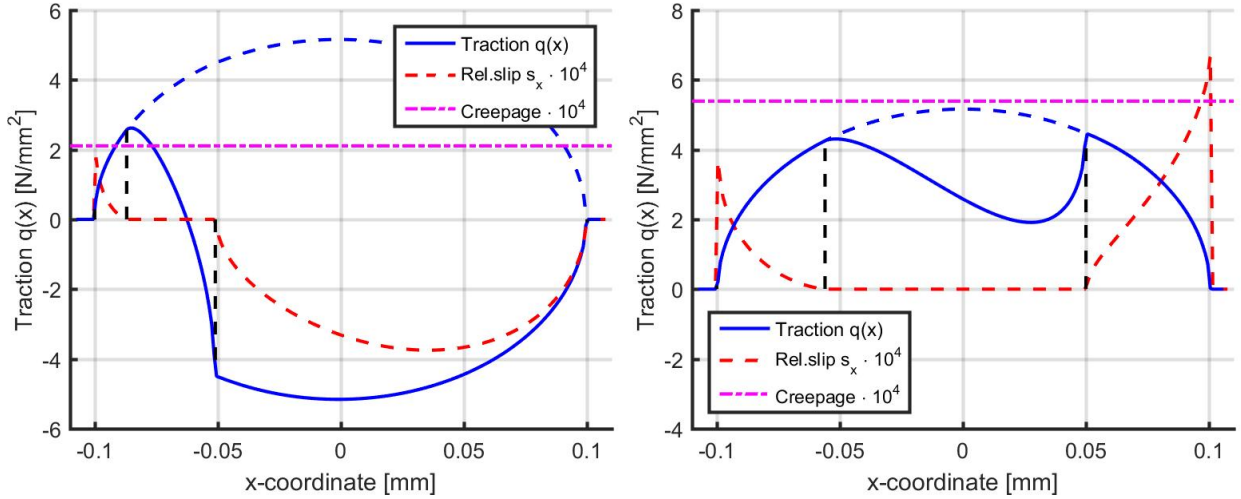 Traction q(x) [N/mm²]
6
4
2
0
-2
-4
-6
Traction q(x)
Rel.slip sₓ · 10⁴
Creepage · 10⁴
-0.1
-0.05
0
0.05
0.1
x-coordinate [mm]
Traction q(x) [N/mm²]
8
6
4
2
0
-2
-4
Traction q(x)
Rel.slip sₓ · 10⁴
Creepage · 10⁴
-0.1
-0.05
0
0.05
0.1
x-coordinate [mm]